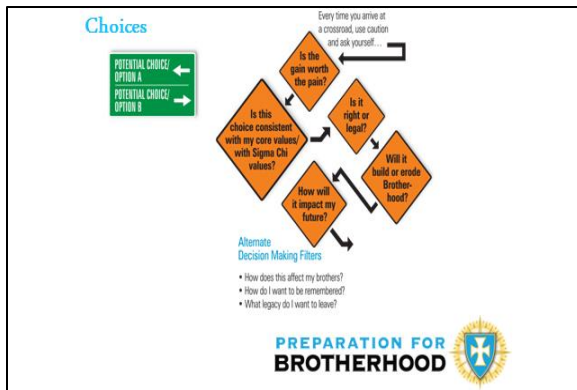 Choices
Every time you arrive at
a crossroad, use caution
and ask yourself...
POTENTIAL CHOICE/
OPTION A
POTENTIAL CHOICE/
OPTION B
Is the
gain worth
the pain?
Is this
choice consistent
with my core values/
with Sigma Chi
values?
Is it
right or
legal?
Will it
build or erode
Brother-
hood?
How will
it impact my
future?
Alternate
Decision Making Filters
• How does this affect my brothers?
• How do I want to be remembered?
• What legacy do I want to leave?
PREPARATION FOR
BROTHERHOOD